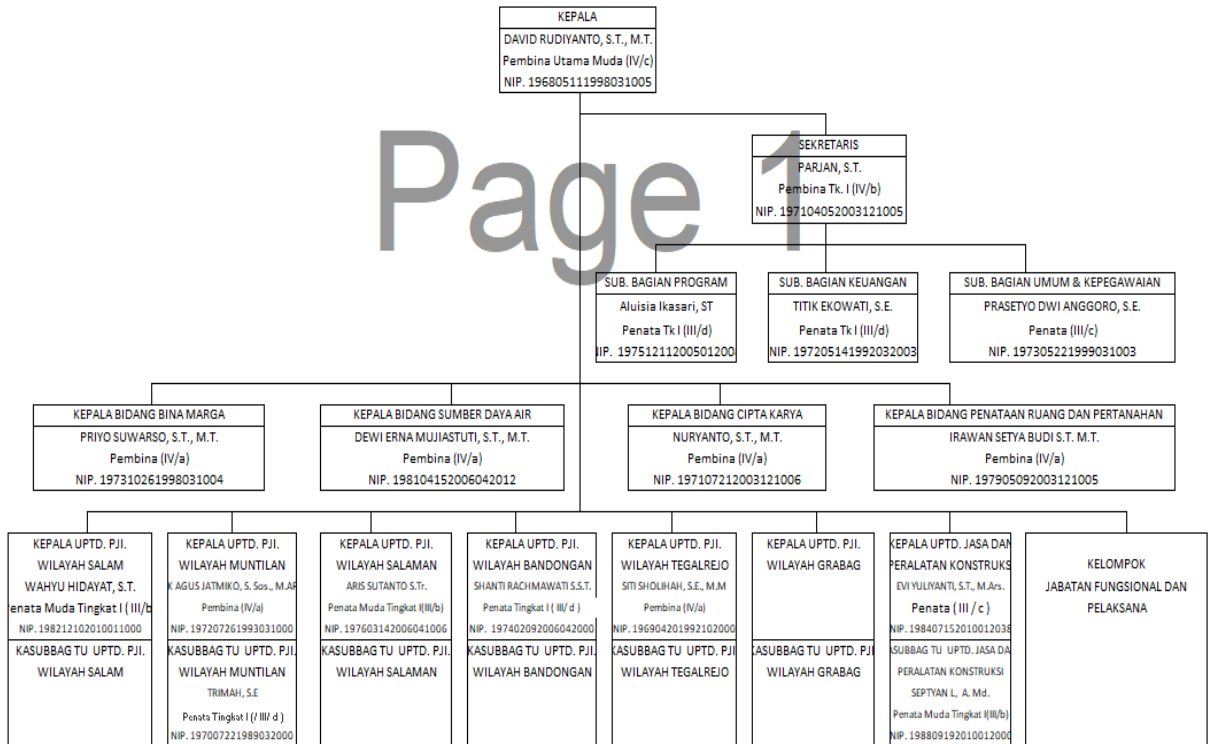 KEPALA
DAVID RUDIYANTO, S.T., M.T.
Pembina Utama Muda (IV/c)
NIP. 196805111998031005
Page 1
SEKRETARIS
PARJAN, S.T.
Pembina Tk. I (IV/b)
NIP. 197104052003121005
SUB. BAGIAN PROGRAM
Aluisia Ikasari, ST
Penata Tk I (III/d)
NIP. 19751211200501200
SUB. BAGIAN KEUANGAN
TITIK EKOWATI, S.E.
Penata Tk I (III/d)
NIP. 197205141992032003
SUB. BAGIAN UMUM & KEPEGAWAIAN
PRASETYO DWI ANGGORO, S.E.
Penata (III/c)
NIP. 197305221999031003
KEPALA BIDANG BINA MARGA
PRIYO SUWARSO, S.T., M.T.
Pembina (IV/a)
NIP. 197310261998031004
KEPALA BIDANG SUMBER DAYA AIR
DEWI ERNA MUJIASTUTI, S.T., M.T.
Pembina (IV/a)
NIP. 198104152006042012
KEPALA BIDANG CIPTA KARYA
NURYANTO, S.T., M.T.
Pembina (IV/a)
NIP. 197107212003121006
KEPALA BIDANG PENATAAN RUANG DAN PERTANAHAN
IRAWAN SETYA BUDI S.T. M.T.
Pembina (IV/a)
NIP. 197905092003121005
KEPALA UPTD. PJI.
WILAYAH SALAM
WAHYU HIDAYAT, S.T.
Penata Muda Tingkat I ( III/b
NIP. 198212102010011000
KASUBBAG TU UPTD. PJI.
WILAYAH SALAM
KEPALA UPTD. PJI.
WILAYAH MUNTILAN
K AGUS JATMIKO, S. Sos., M.AP
Pembina (IV/a)
NIP. 197207261993031000
KASUBBAG TU UPTD. PJI.
WILAYAH MUNTILAN
TRIMAH, S.E
Penata Tingkat I (/ III/ d )
NIP. 197007221989032000
KEPALA UPTD. PJI.
WILAYAH SALAMAN
ARIS SUTANTO S.Tr.
Penata Muda Tingkat I(III/b)
NIP. 197603142006041006
KASUBBAG TU UPTD. PJI.
WILAYAH SALAMAN
KEPALA UPTD. PJI.
WILAYAH BANDONGAN
SHANTI RACHMAWATI S.S.T.
Penata Tingkat I ( III/ d )
NIP. 197402092006042000
KASUBBAG TU UPTD. PJI.
WILAYAH BANDONGAN
KEPALA UPTD. PJI.
WILAYAH TEGALREJO
SITI SHOLIHAH, S.E., M.M
Pembina (IV/a)
NIP. 196904201992102000
KASUBBAG TU UPTD. PJI.
WILAYAH TEGALREJO
KEPALA UPTD. PJI.
WILAYAH GRABAG
KASUBBAG TU UPTD. PJI
WILAYAH GRABAG
KEPALA UPTD. JASA DAN
PERALATAN KONSTRUKS
EVI YULIYANTI, S.T., M.Ars.
Penata ( III / c )
NIP. 198407152010012038
KASUBBAG TU UPTD. JASA DA
PERALATAN KONSTRUKSI
SEPTYAN L, A. Md.
Penata Muda Tingkat I(III/b)
NIP. 198809192010012000
KELOMPOK
JABATAN FUNGSIONAL DAN
PELAKSANA